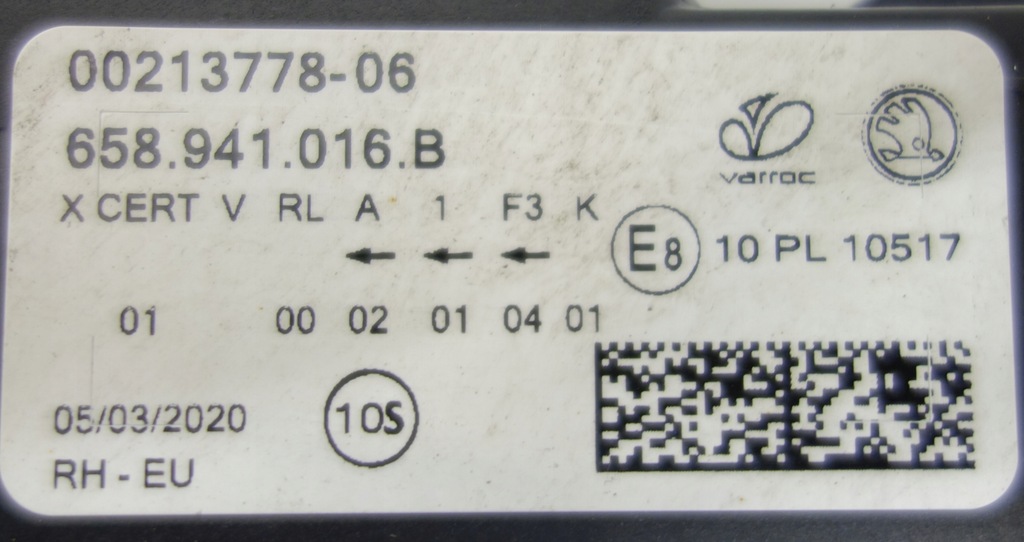 00213778-06
658.941.016.B
varroc
X CERT V RL A 1 F3 K
E8 10 PL 10517
01 00 02 01 04 01
05/03/2020
10S
RH - EU